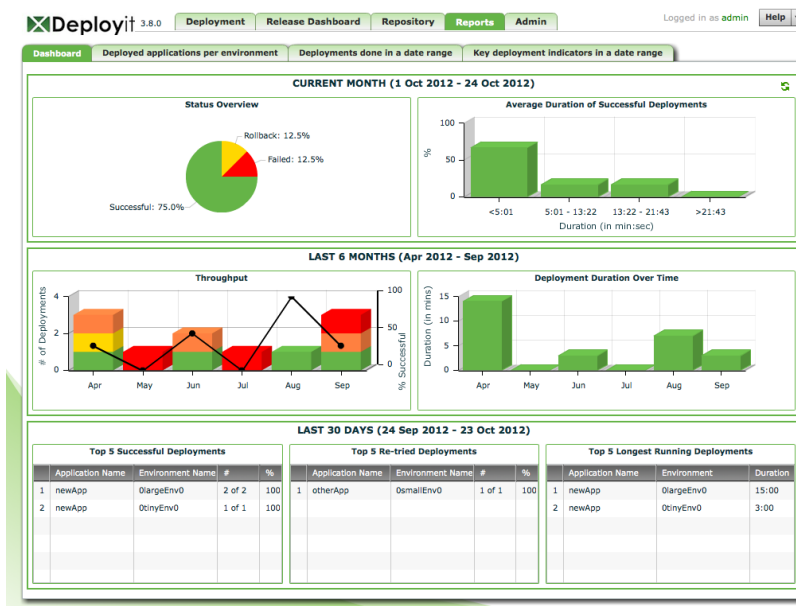 Deployit 3.8.0
Deployment Release Dashboard Repository Reports Admin
Logged in as admin Help
Dashboard Deployed applications per environment Deployments done in a date range Key deployment indicators in a date range
CURRENT MONTH (1 Oct 2012 - 24 Oct 2012)
Status Overview
Rollback: 12.5%
Failed: 12.5%
Successful: 75.0%
Average Duration of Successful Deployments
100
%
50
0
<5:01 5:01 - 13:22 13:22 - 21:43 >21:43
Duration (in min:sec)
LAST 6 MONTHS (Apr 2012 - Sep 2012)
Throughput
# of Deployments
4
2
0
100
50
0
% Successful
Apr May Jun Jul Aug Sep
Deployment Duration Over Time
Duration (in mins)
15
10
5
0
Apr May Jun Jul Aug Sep
LAST 30 DAYS (24 Sep 2012 - 23 Oct 2012)
Top 5 Successful Deployments
Application Name Environment Name # %
1 newApp 0largeEnv0 2 of 2 100
2 newApp 0tinyEnv0 1 of 1 100
Top 5 Re-tried Deployments
Application Name Environment Name # %
1 otherApp 0smallEnv0 1 of 1 100
Top 5 Longest Running Deployments
Application Name Environment Duration
1 newApp 0largeEnv0 15:00
2 newApp 0tinyEnv0 3:00